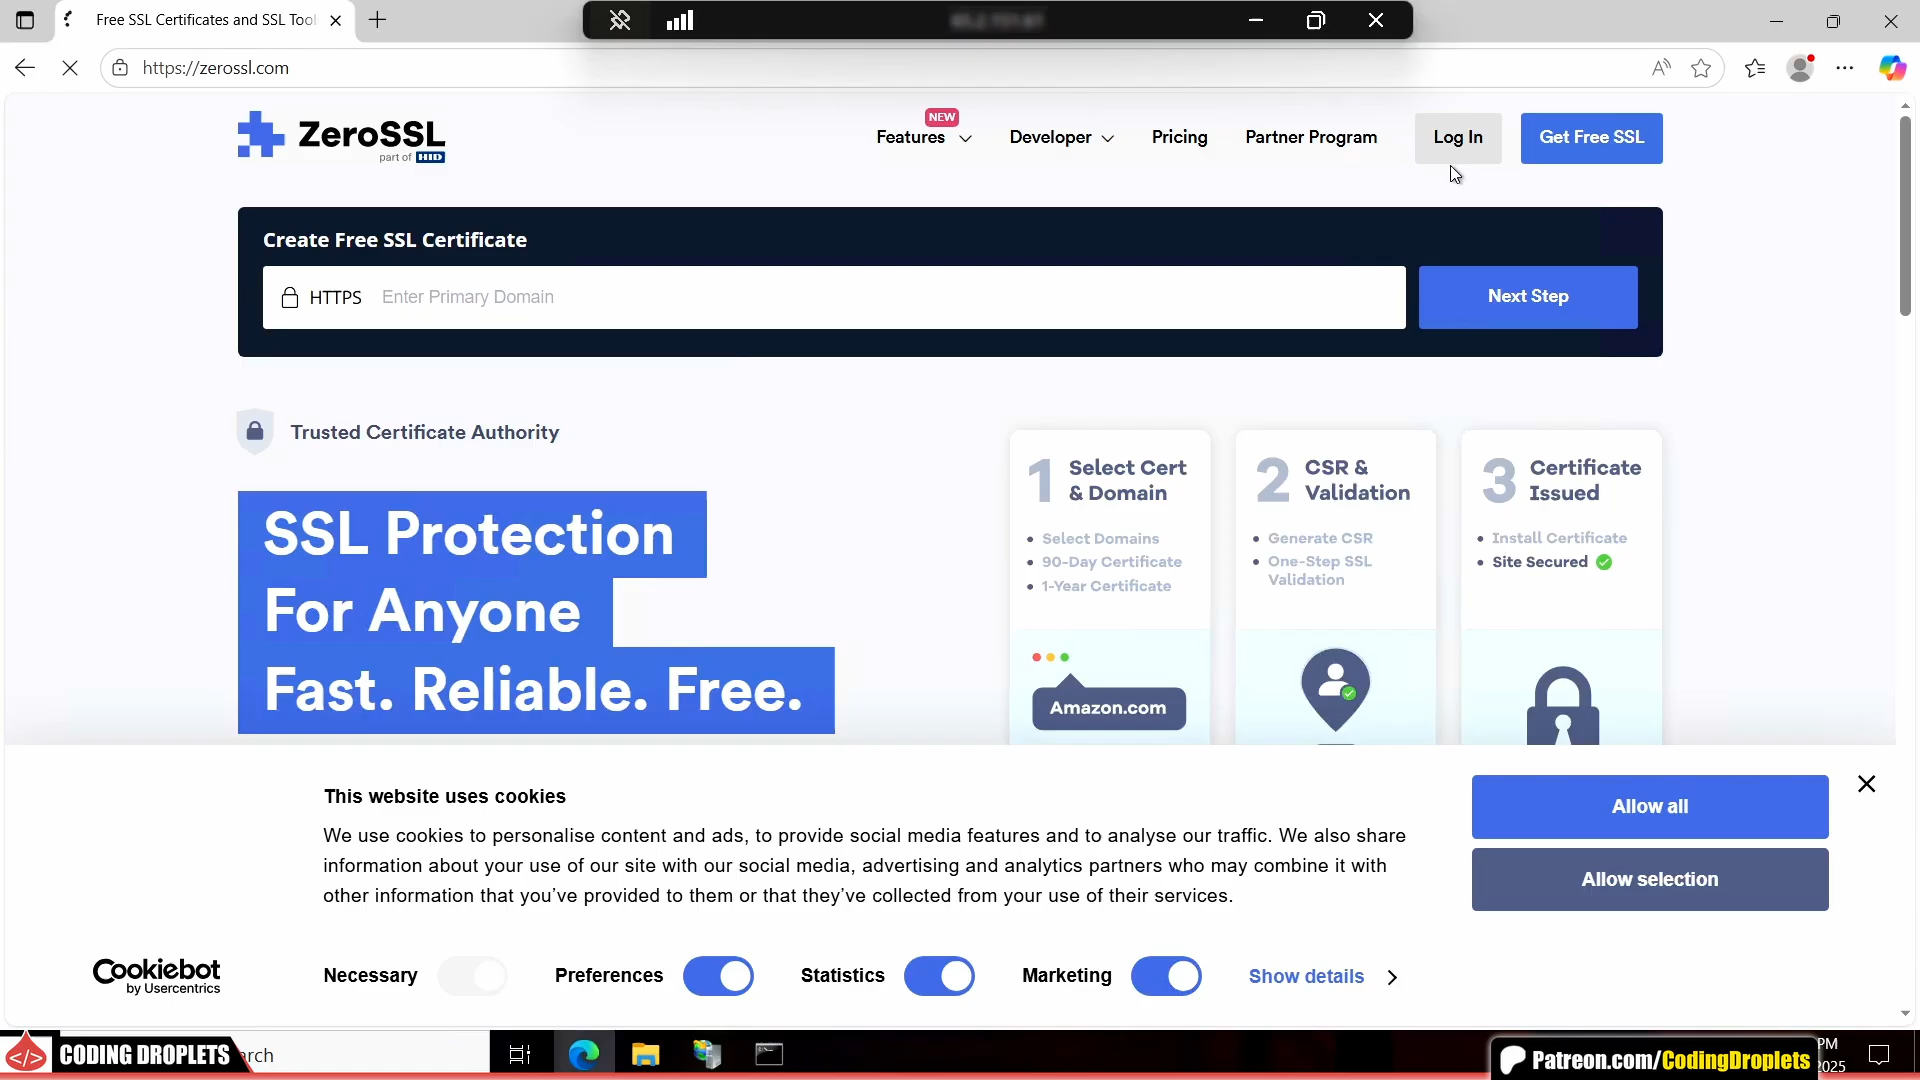 Free SSL Certificates and SSL Tool
https://zerossl.com
ZeroSSL
part of HID
NEW
Features
Developer
Pricing
Partner Program
Log In
Get Free SSL
Create Free SSL Certificate
HTTPS
Enter Primary Domain
Next Step
Trusted Certificate Authority
SSL Protection
For Anyone
Fast. Reliable. Free.
1
Select Cert
& Domain
Select Domains
90-Day Certificate
1-Year Certificate
Amazon.com
2
CSR &
Validation
Generate CSR
One-Step SSL
Validation
3
Certificate
Issued
Install Certificate
Site Secured
This website uses cookies
We use cookies to personalise content and ads, to provide social media features and to analyse our traffic. We also share
information about your use of our site with our social media, advertising and analytics partners who may combine it with
other information that you've provided to them or that they've collected from your use of their services.
Allow all
Allow selection
Cookiebot
by Usercentrics
Necessary
Preferences
Statistics
Marketing
Show details
</> CODING DROPLETS
arch
Patreon.com/CodingDroplets
PM
2025